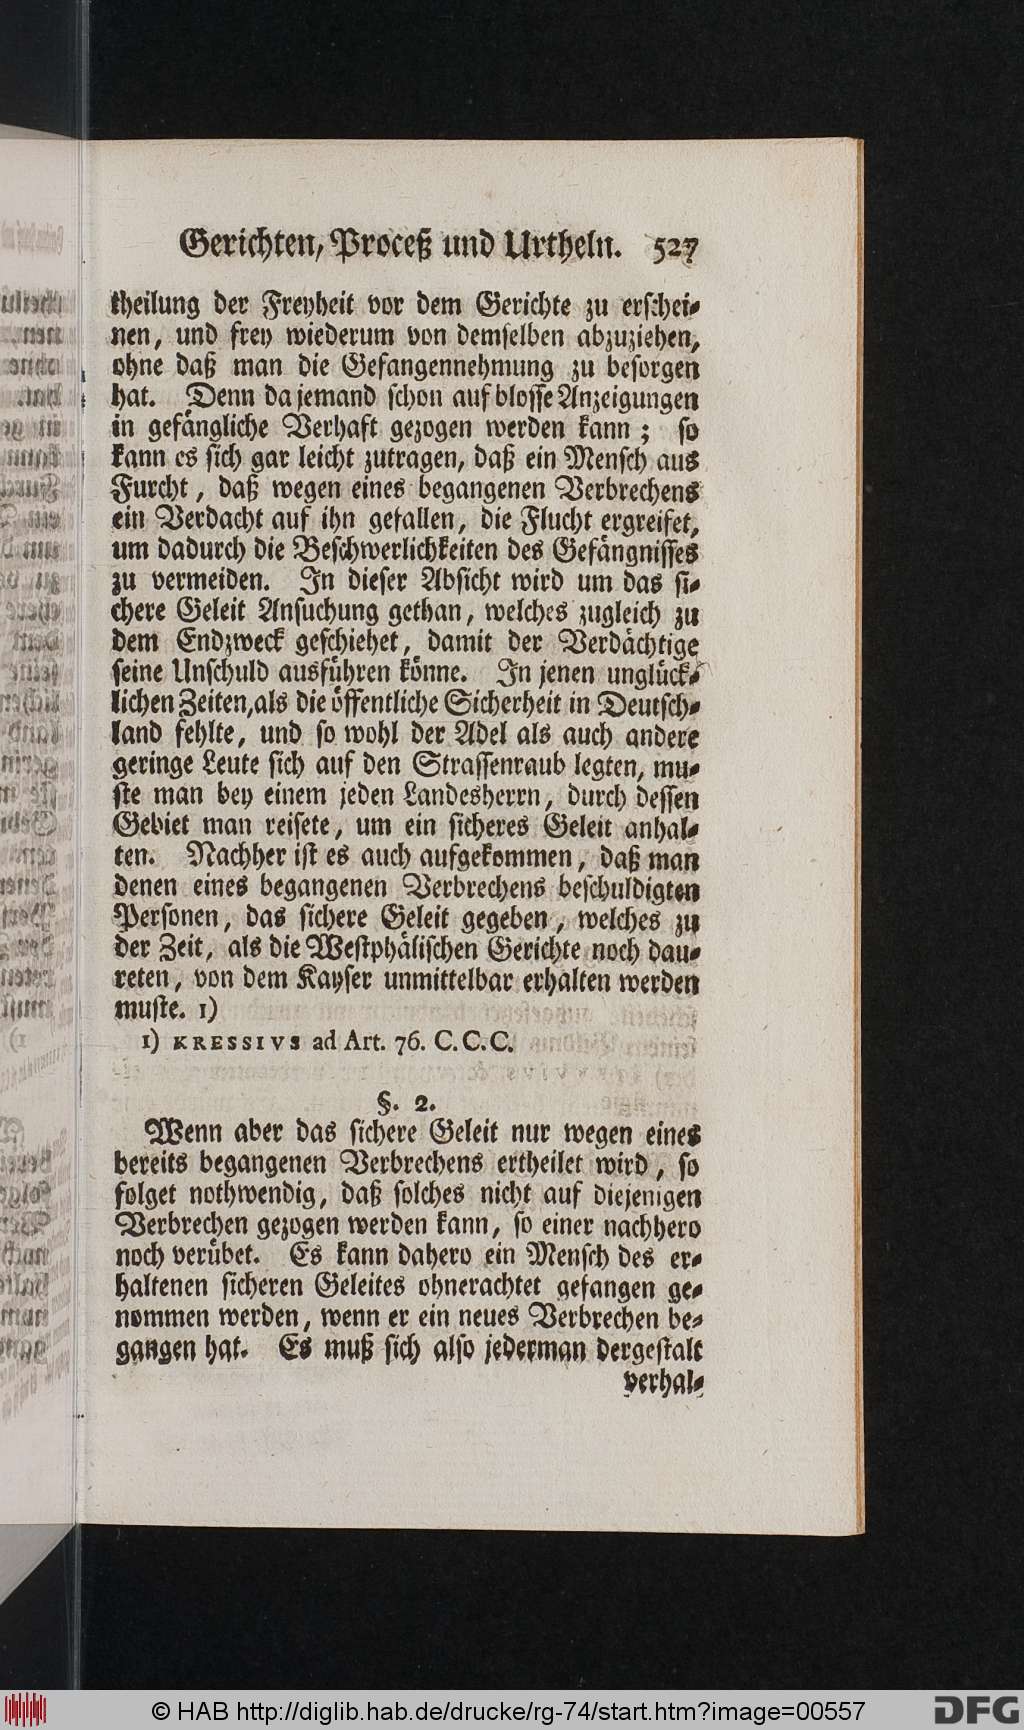 Gerichten, Proceß und Urtheln. 527
theilung der Freyheit vor dem Gerichte zu erschei-
nen, und frey wiederum von demselben abzuziehen,
ohne daß man die Gefangennehmung zu besorgen
hat. Denn da jemand schon auf blosse Anzeigungen
in gefängliche Verhaft gezogen werden kann; so
kann es sich gar leicht zutragen, daß ein Mensch aus
Furcht, daß wegen eines begangenen Verbrechens
ein Verdacht auf ihn gefallen, die Flucht ergreifet,
um dadurch die Beschwerlichkeiten des Gefängnisses
zu vermeiden. In dieser Absicht wird um das si-
chere Geleit Ansuchung gethan, welches zugleich zu
dem Endzweck geschiehet, damit der Verdächtige
seine Unschuld ausführen könne. In jenen unglück-
lichen Zeiten, als die öffentliche Sicherheit in Deutsch-
land fehlte, und so wohl der Adel als auch andere
geringe Leute sich auf den Strassenraub legten, mu-
ste man bey einem jeden Landesherrn, durch dessen
Gebiet man reisete, um ein sicheres Geleit anhal-
ten. Nachher ist es auch aufgekommen, daß man
denen eines begangenen Verbrechens beschuldigten
Personen, das sichere Geleit gegeben, welches zu
der Zeit, als die Westphälischen Gerichte noch dau-
reten, von dem Kayser unmittelbar erhalten werden
muste. 1)
1) KRESSIVS ad Art. 76. C. C. C.
§. 2.
Wenn aber das sichere Geleit nur wegen eines
bereits begangenen Verbrechens ertheilet wird, so
folget nothwendig, daß solches nicht auf diejenigen
Verbrechen gezogen werden kann, so einer nachhero
noch verübet. Es kann dahero ein Mensch des er-
haltenen sicheren Geleites ohnerachtet gefangen ge-
nommen werden, wenn er ein neues Verbrechen be-
gangen hat. Es muß sich also jederman dergestalt
verhal-
© HAB http://diglib.hab.de/drucke/rg-74/start.htm?image=00557
DFG